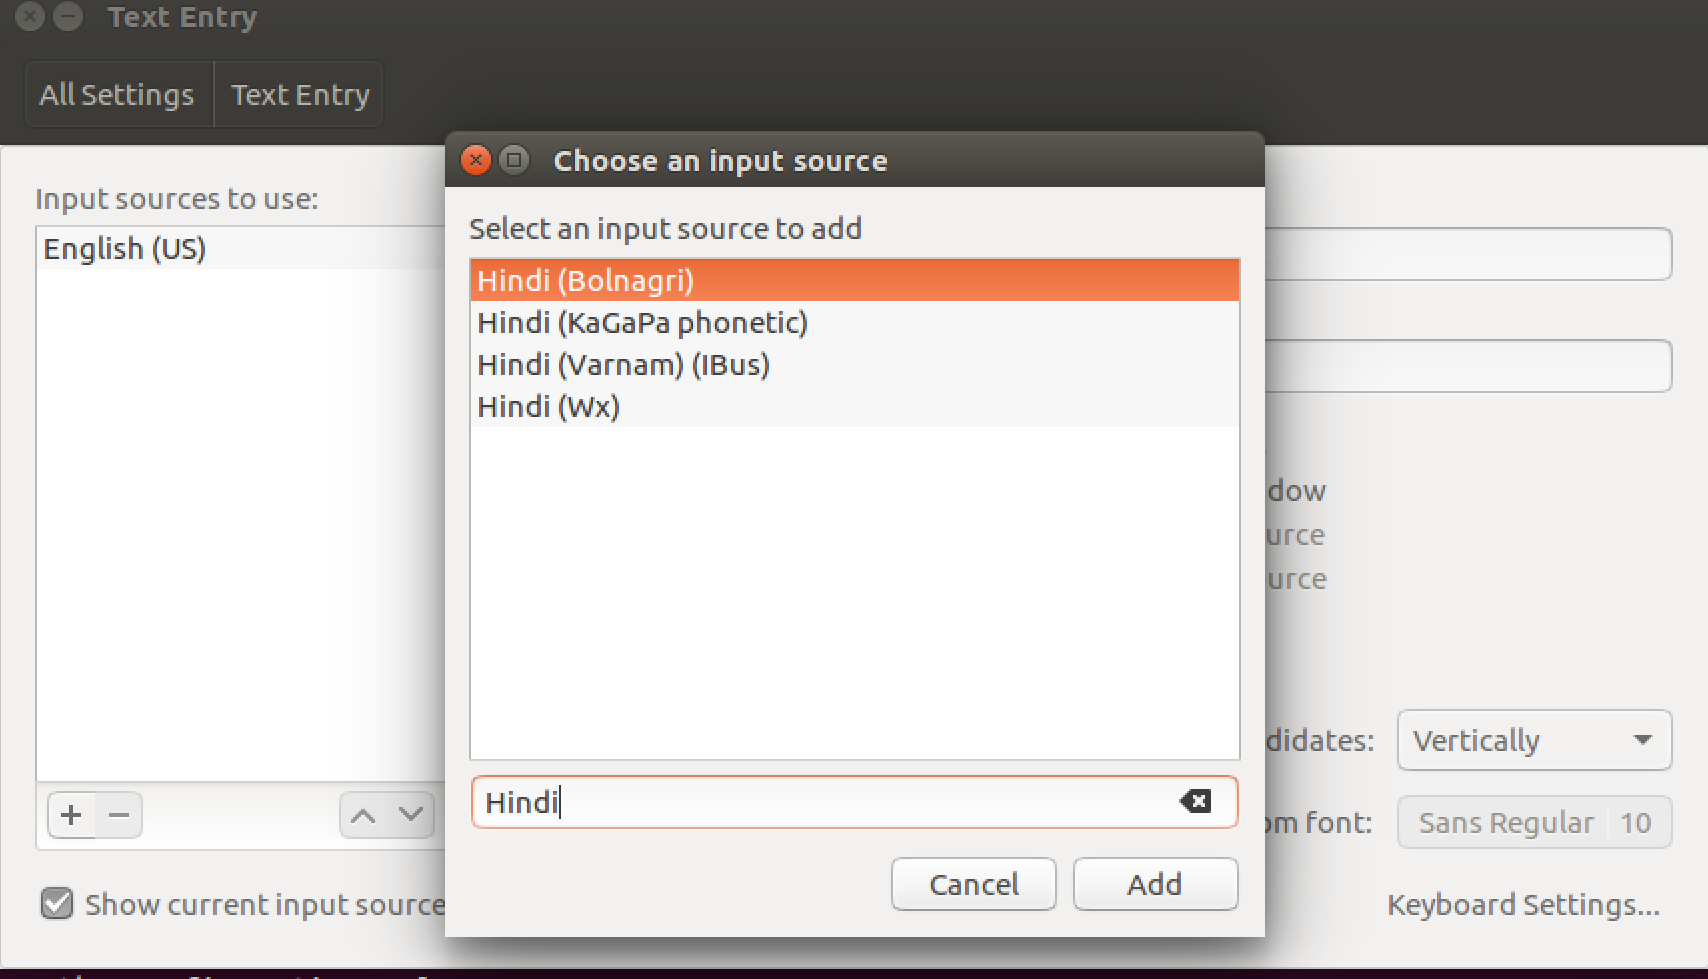 Text Entry
All Settings
Text Entry
Input sources to use:
English (US)
Choose an input source
Select an input source to add
Hindi (Bolnagri)
Hindi (KaGaPa phonetic)
Hindi (Varnam) (IBus)
Hindi (Wx)
Hindi
Cancel
Add
dow
urce
urce
didates:
Vertically
om font:
Sans Regular
10
Show current input source
Keyboard Settings...